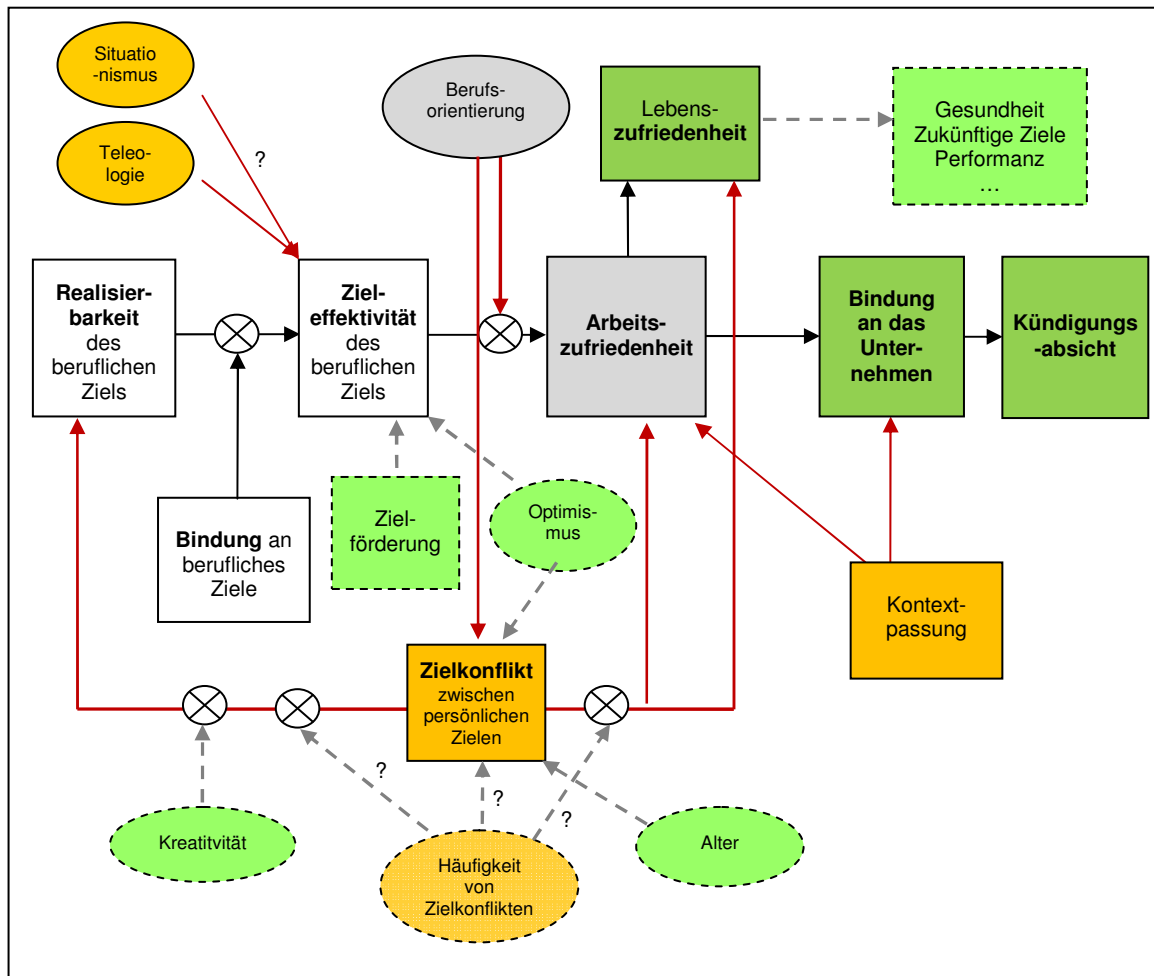 Situatio
-nismus
Teleo-
logie
?
Berufs-
orientierung
Lebens-
zufriedenheit
Gesundheit
Zukünftige Ziele
Performanz
…
Realisier-
barkeit
des
beruflichen
Ziels
Ziel-
effektivität
des
beruflichen
Ziels
Arbeits-
zufriedenheit
Bindung
an das
Unter-
nehmen
Kündigungs
-absicht
Bindung an
berufliches
Ziele
Ziel-
förderung
Optimis-
mus
Kontext-
passung
Zielkonflikt
zwischen
persönlichen
Zielen
?
?
?
Kreatitvität
Häufigkeit
von
Zielkonflikten
Alter